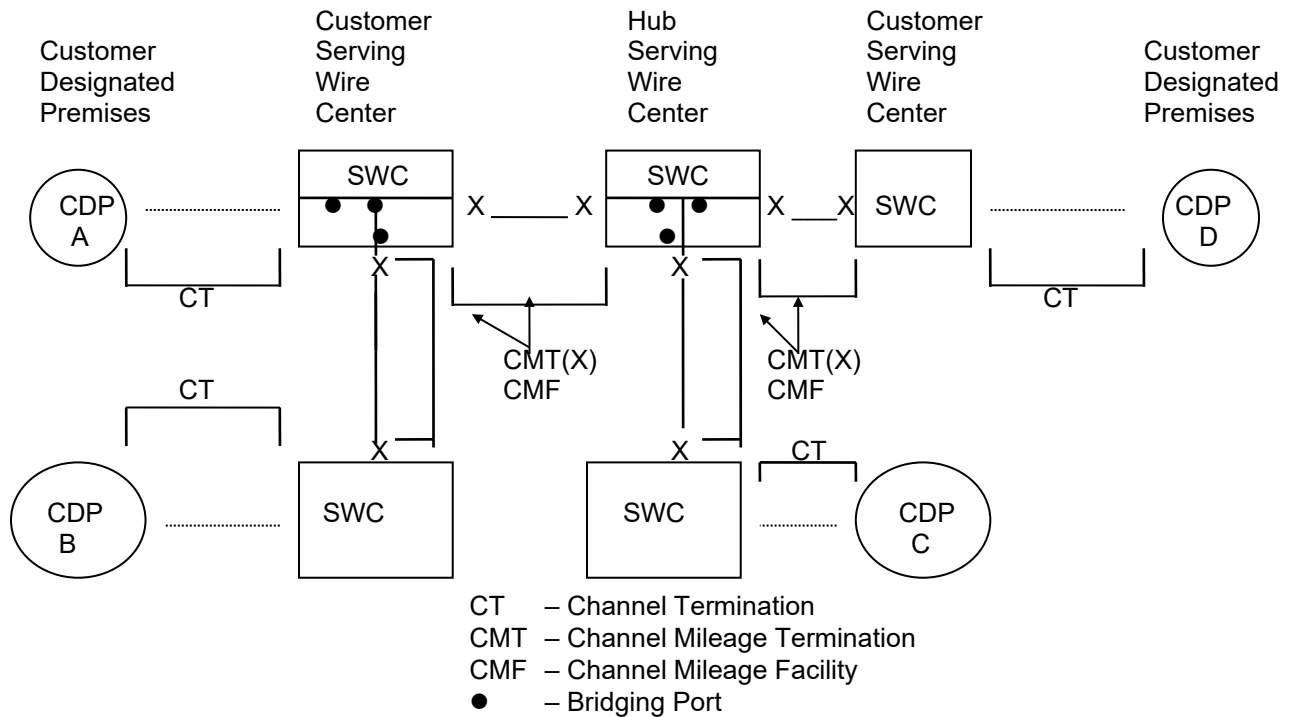 Customer
Designated
Premises
Customer
Serving
Wire
Center
Hub
Serving
Wire
Center
Customer
Serving
Wire
Center
Customer
Designated
Premises
CDP
A
SWC
X
X
SWC
X
X
SWC
CDP
D
X
X
CT
CT
CMT(X)
CMF
CMT(X)
CMF
CT
X
X
CT
CDP
B
SWC
SWC
CDP
C
CT – Channel Termination
CMT – Channel Mileage Termination
CMF – Channel Mileage Facility
● – Bridging Port